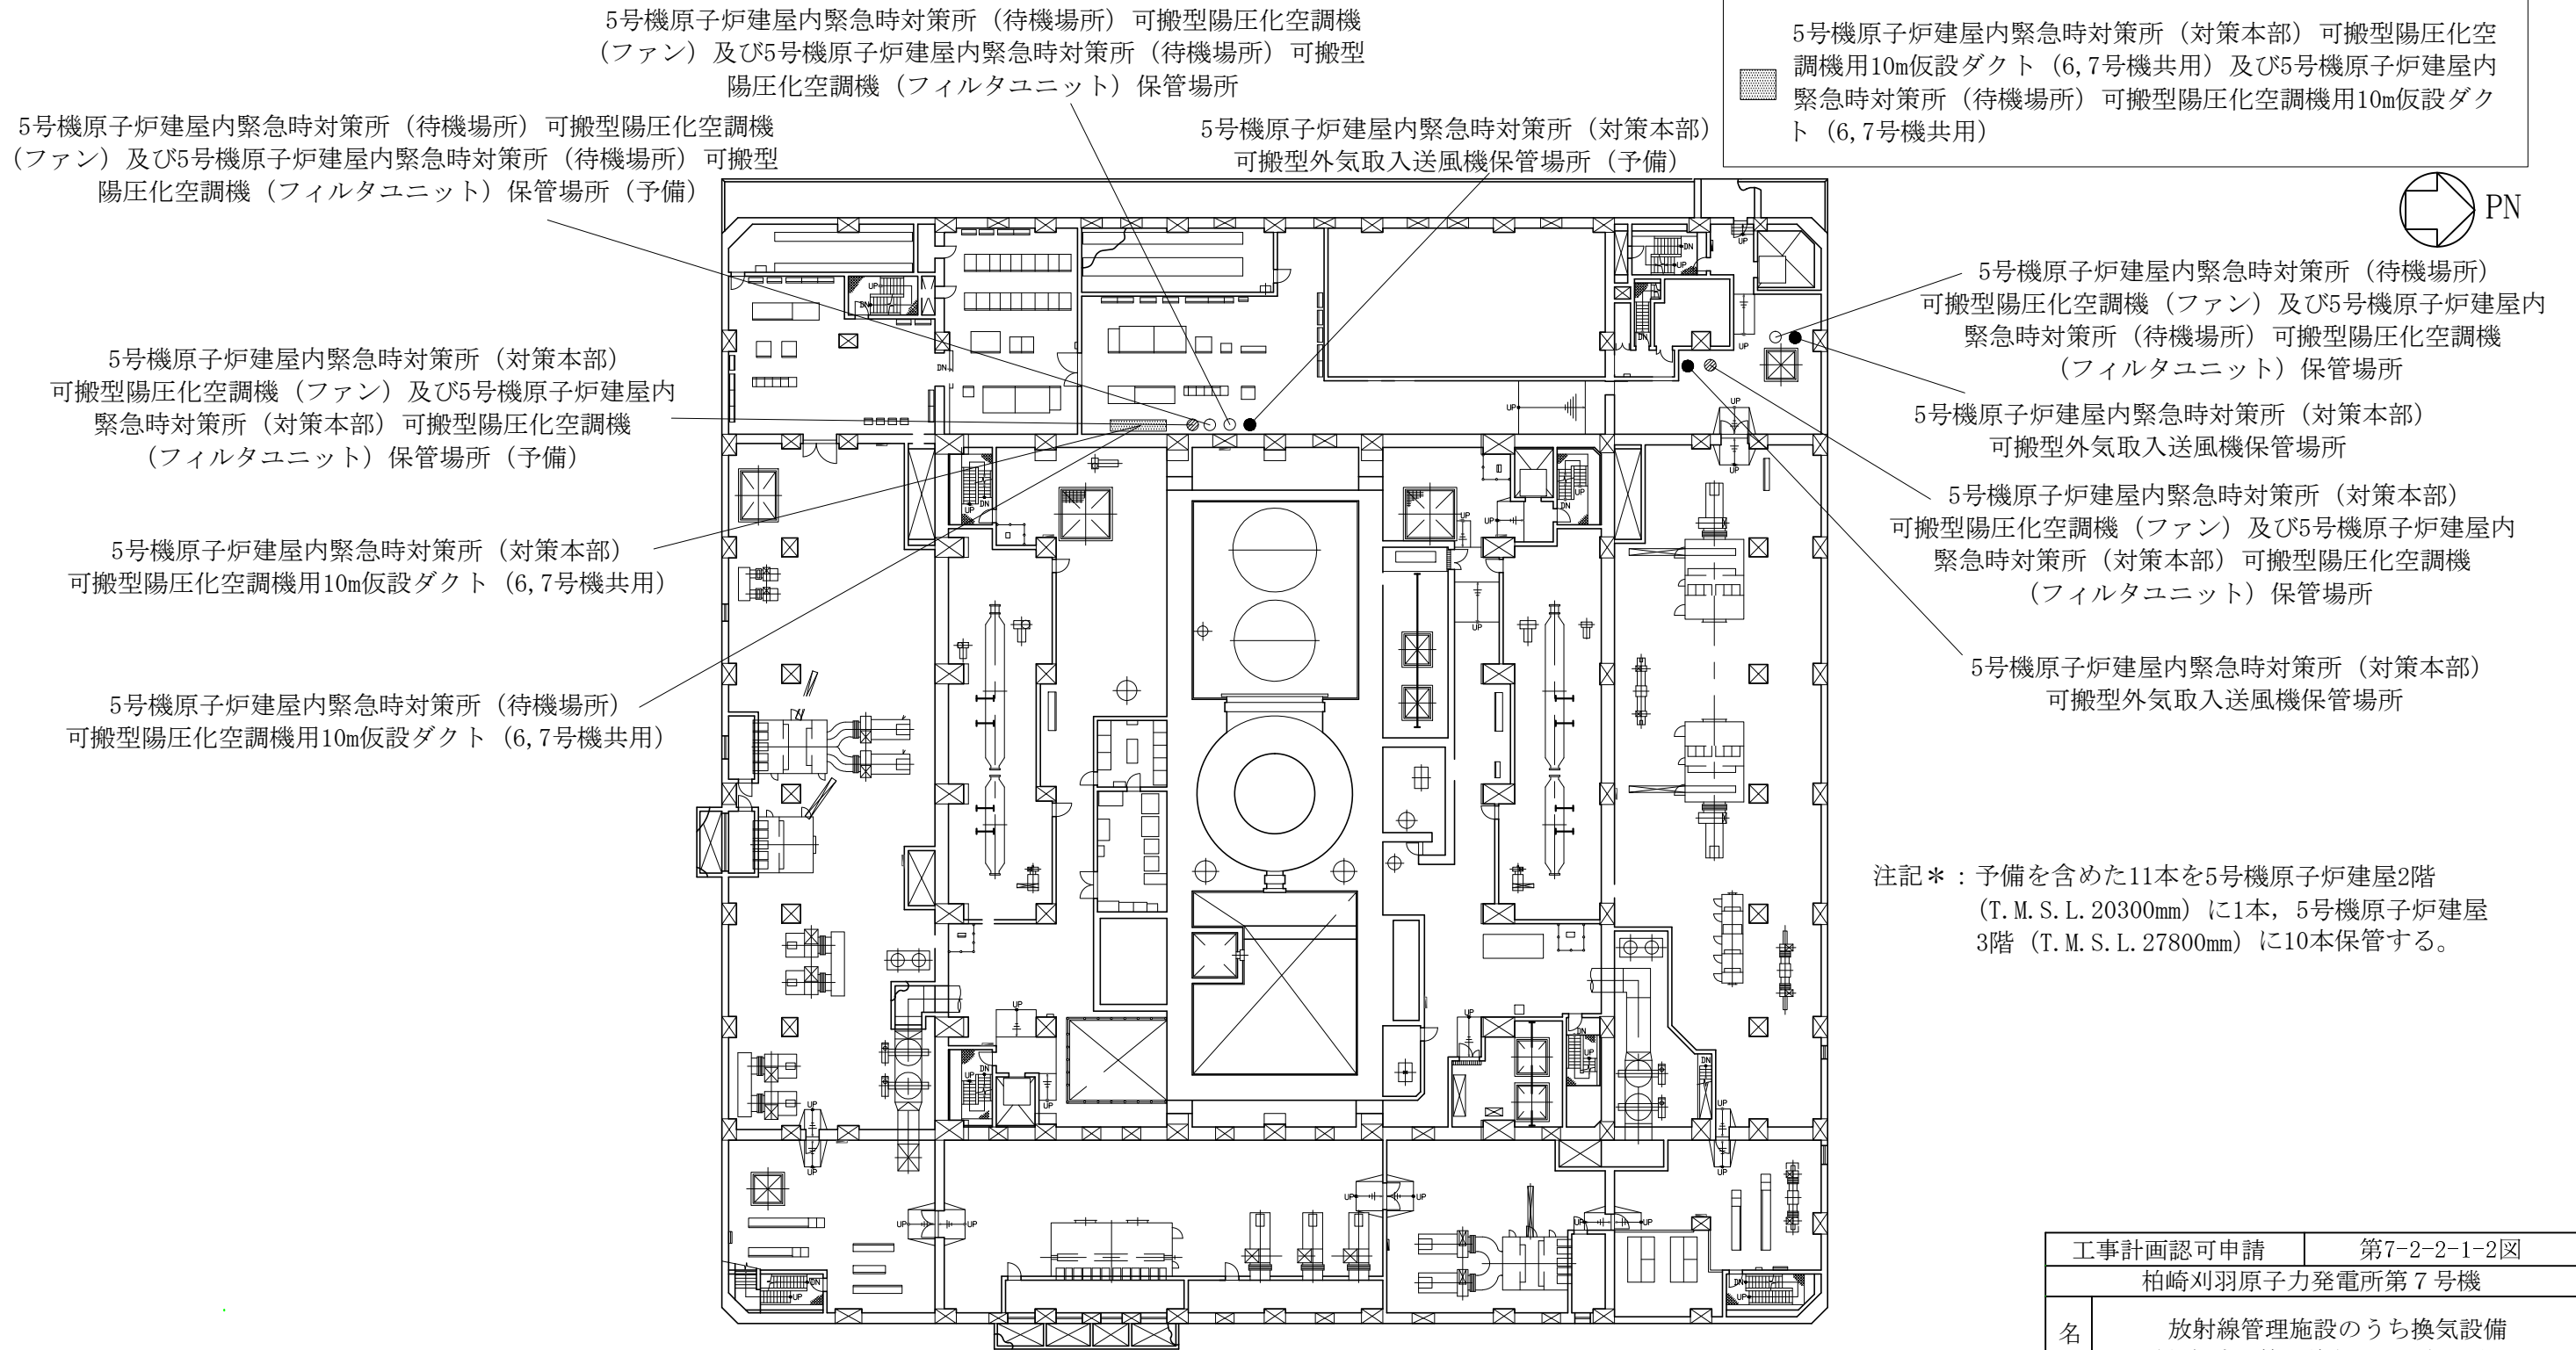 5号機原子炉建屋内緊急時対策所（待機場所）可搬型陽圧化空調機
（ファン）及び5号機原子炉建屋内緊急時対策所（待機場所）可搬型
陽圧化空調機（フィルタユニット）保管場所
5号機原子炉建屋内緊急時対策所（対策本部）可搬型陽圧化空
調機用10m仮設ダクト（6,7号機共用）及び5号機原子炉建屋内
緊急時対策所（待機場所）可搬型陽圧化空調機用10m仮設ダク
ト（6,7号機共用）
5号機原子炉建屋内緊急時対策所（待機場所）可搬型陽圧化空調機
（ファン）及び5号機原子炉建屋内緊急時対策所（待機場所）可搬型
陽圧化空調機（フィルタユニット）保管場所（予備）
5号機原子炉建屋内緊急時対策所（対策本部）
可搬型外気取入送風機保管場所（予備）
PN
5号機原子炉建屋内緊急時対策所（待機場所）
可搬型陽圧化空調機（ファン）及び5号機原子炉建屋内
緊急時対策所（待機場所）可搬型陽圧化空調機
（フィルタユニット）保管場所
5号機原子炉建屋内緊急時対策所（対策本部）
可搬型陽圧化空調機（ファン）及び5号機原子炉建屋内
緊急時対策所（対策本部）可搬型陽圧化空調機
（フィルタユニット）保管場所（予備）
5号機原子炉建屋内緊急時対策所（対策本部）
可搬型外気取入送風機保管場所
5号機原子炉建屋内緊急時対策所（対策本部）
可搬型陽圧化空調機（ファン）及び5号機原子炉建屋内
緊急時対策所（対策本部）可搬型陽圧化空調機
（フィルタユニット）保管場所
5号機原子炉建屋内緊急時対策所（対策本部）
可搬型陽圧化空調機用10m仮設ダクト（6,7号機共用）
5号機原子炉建屋内緊急時対策所（対策本部）
可搬型外気取入送風機保管場所
5号機原子炉建屋内緊急時対策所（待機場所）
可搬型陽圧化空調機用10m仮設ダクト（6,7号機共用）
注記＊：予備を含めた11本を5号機原子炉建屋2階
（T.M.S.L.20300mm）に1本，5号機原子炉建屋
3階（T.M.S.L.27800mm）に10本保管する。
工事計画認可申請
第7-2-2-1-2図
柏崎刈羽原子力発電所第７号機
名
放射線管理施設のうち換気設備